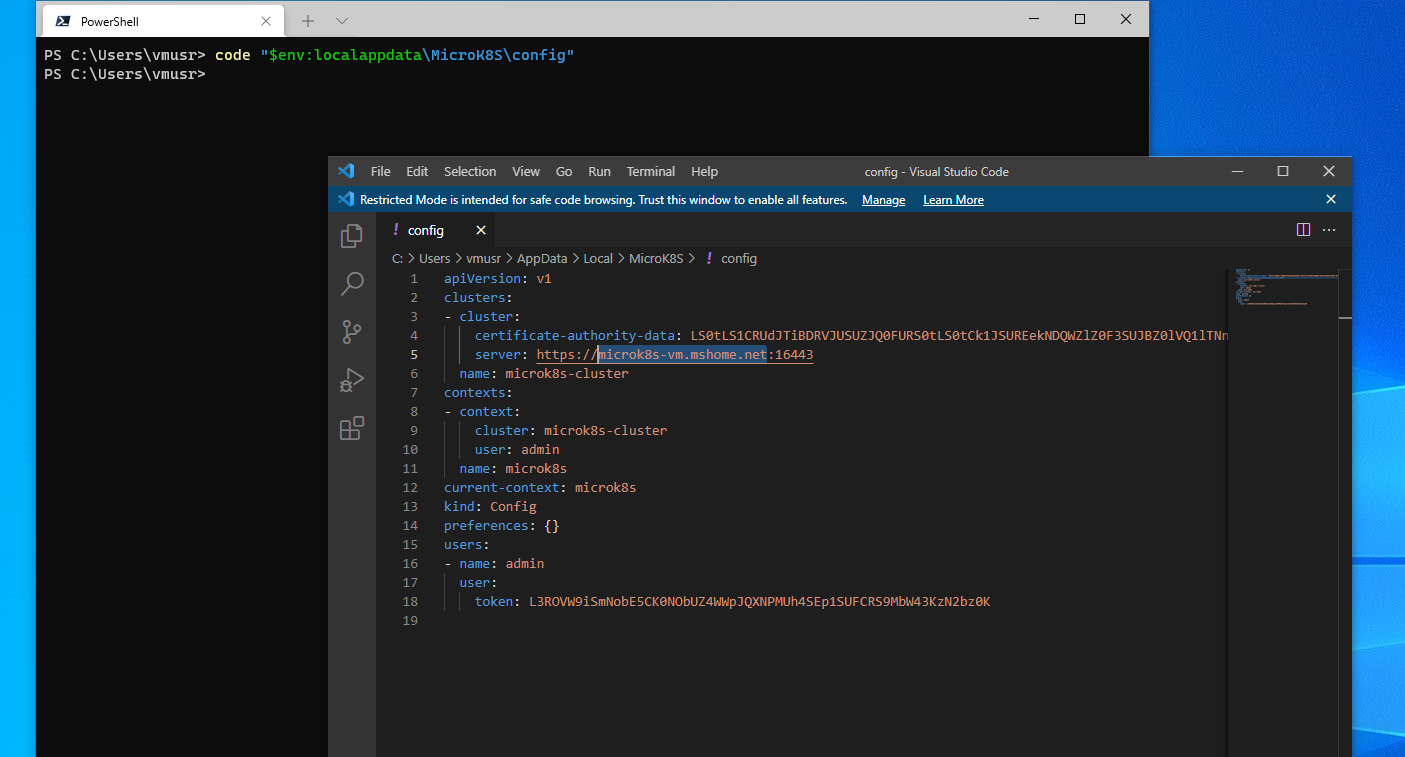 PowerShell
PS C:\Users\vmusr> code "$env:localappdata\MicroK8S\config"
PS C:\Users\vmusr>
File Edit Selection View Go Run Terminal Help config - Visual Studio Code
Restricted Mode is intended for safe code browsing. Trust this window to enable all features. Manage Learn More
! config
C: > Users > vmusr > AppData > Local > MicroK8S > ! config
1 apiVersion: v1
2 clusters:
3 - cluster:
4 certificate-authority-data: LS0tLS1CRUdJTiBDRVJUSUZJQ0FURS0tLS0tCk1JSUREekNDQWZlZ0F3SUJBZ0lVQ1lTNn
5 server: https://microk8s-vm.mshome.net:16443
6 name: microk8s-cluster
7 contexts:
8 - context:
9 cluster: microk8s-cluster
10 user: admin
11 name: microk8s
12 current-context: microk8s
13 kind: Config
14 preferences: {}
15 users:
16 - name: admin
17 user:
18 token: L3ROVW9iSmNobE5CK0NObUZ4WWpJQXNPMUh4SEp1SUFCRS9MbW43KzN2bz0K
19